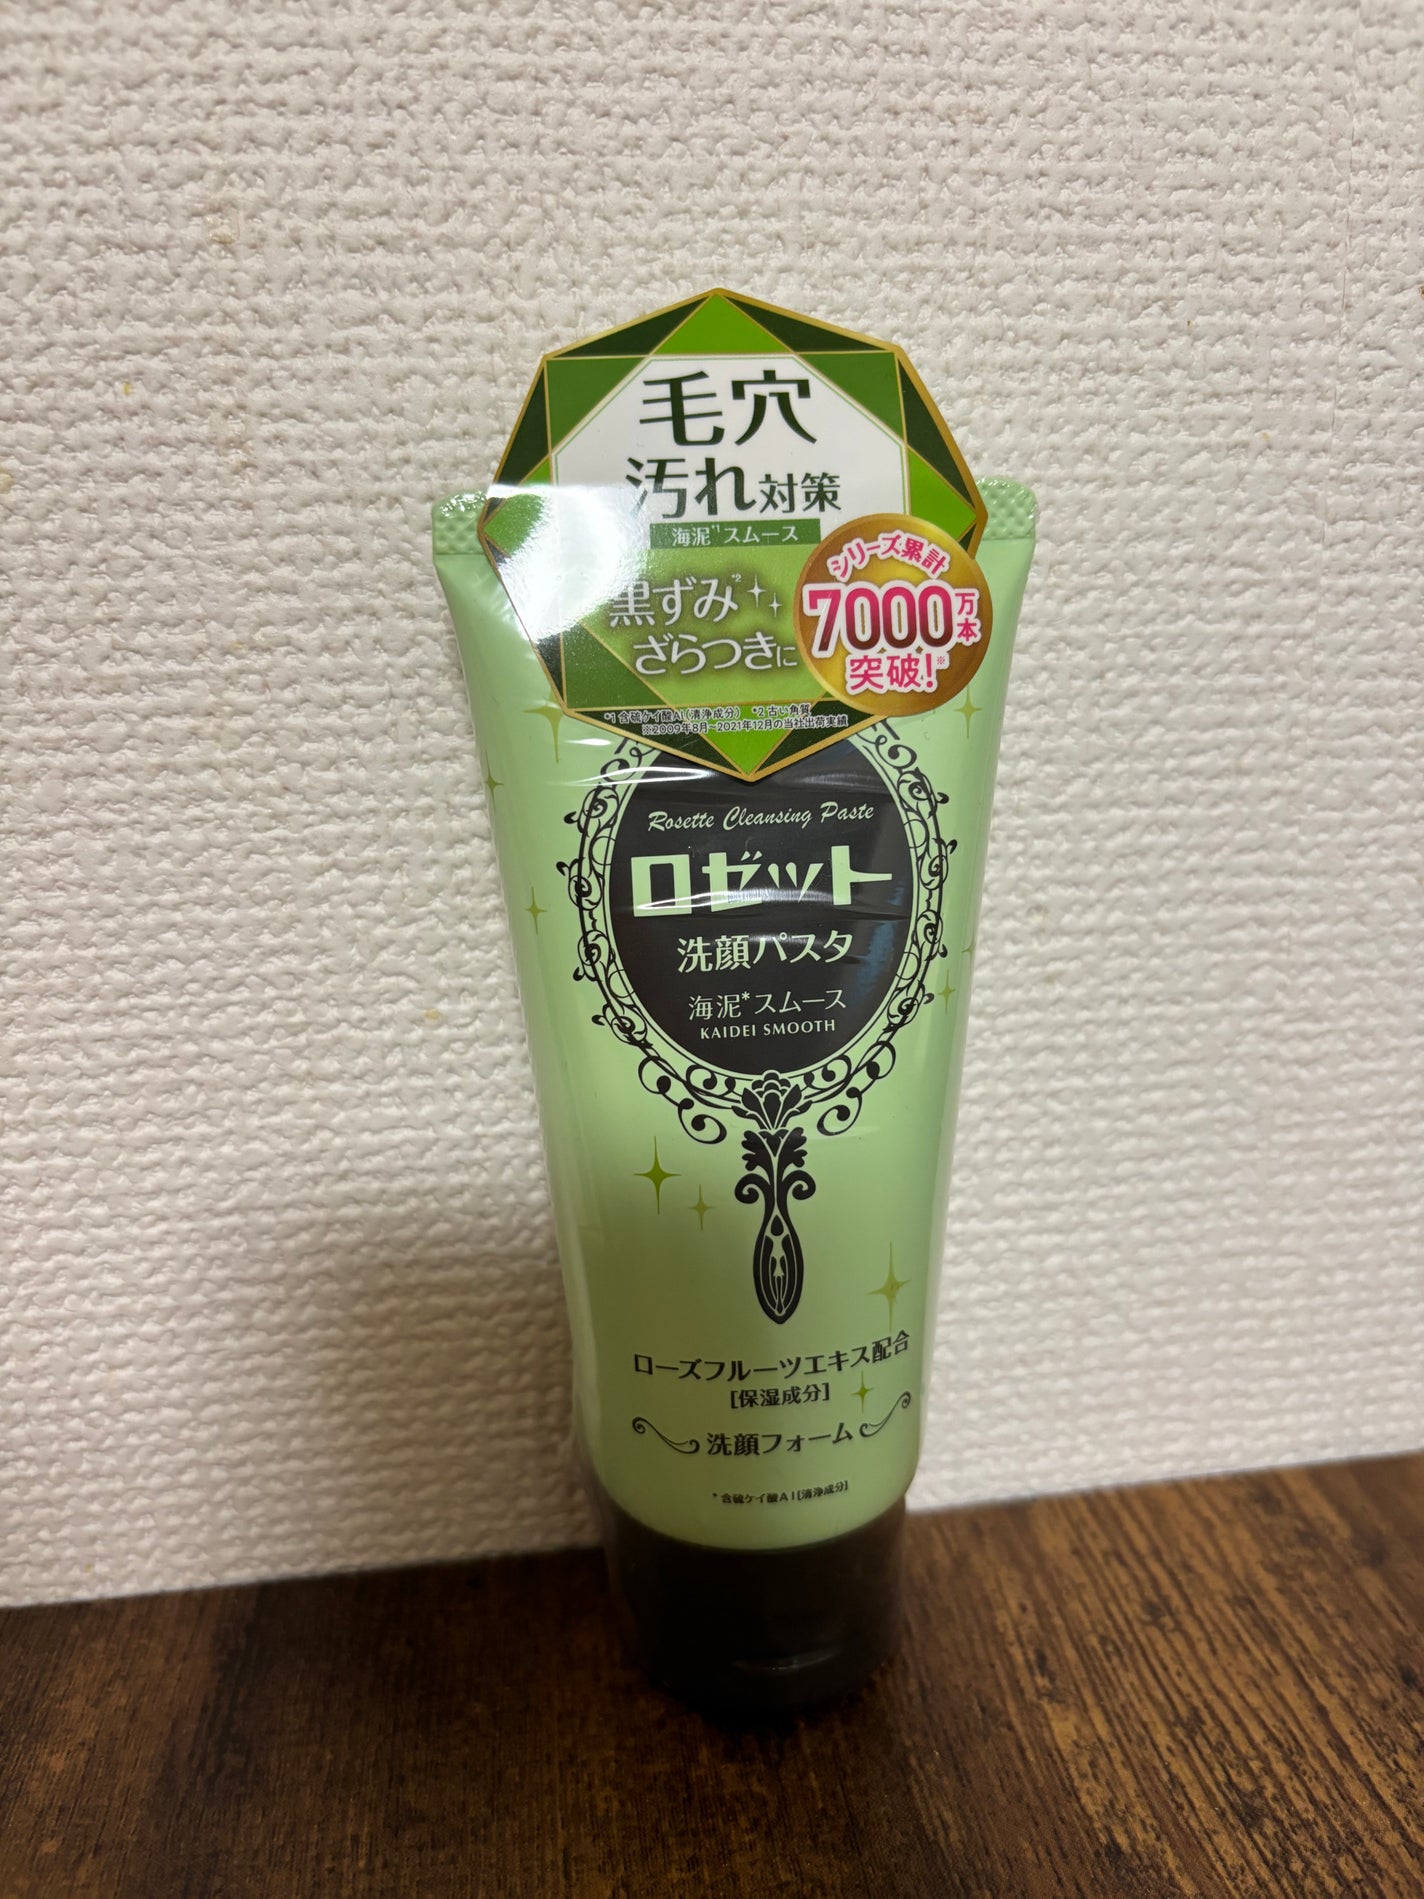 毛穴
汚れ対策
海泥*1スムース
黒ずみ*2
ざらつきに
シリーズ累計
7000万本
突破!※
*1 含硫ケイ酸Al(清浄成分) *2 古い角質
※2009年8月~2021年12月の当社出荷実績
Rosette Cleansing Paste
ロゼット
洗顔パスタ
海泥*スムース
KAIDEI SMOOTH
ローズフルーツエキス配合
[保湿成分]
洗顔フォーム
*含硫ケイ酸Al[清浄成分]